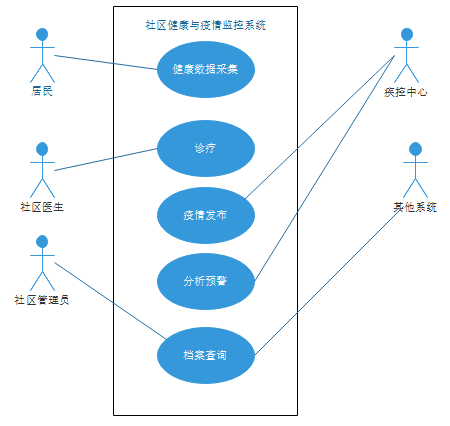 社区健康与疫情监控系统
居民
健康数据采集
疾控中心
诊疗
社区医生
疫情发布
其他系统
社区管理员
分析预警
档案查询